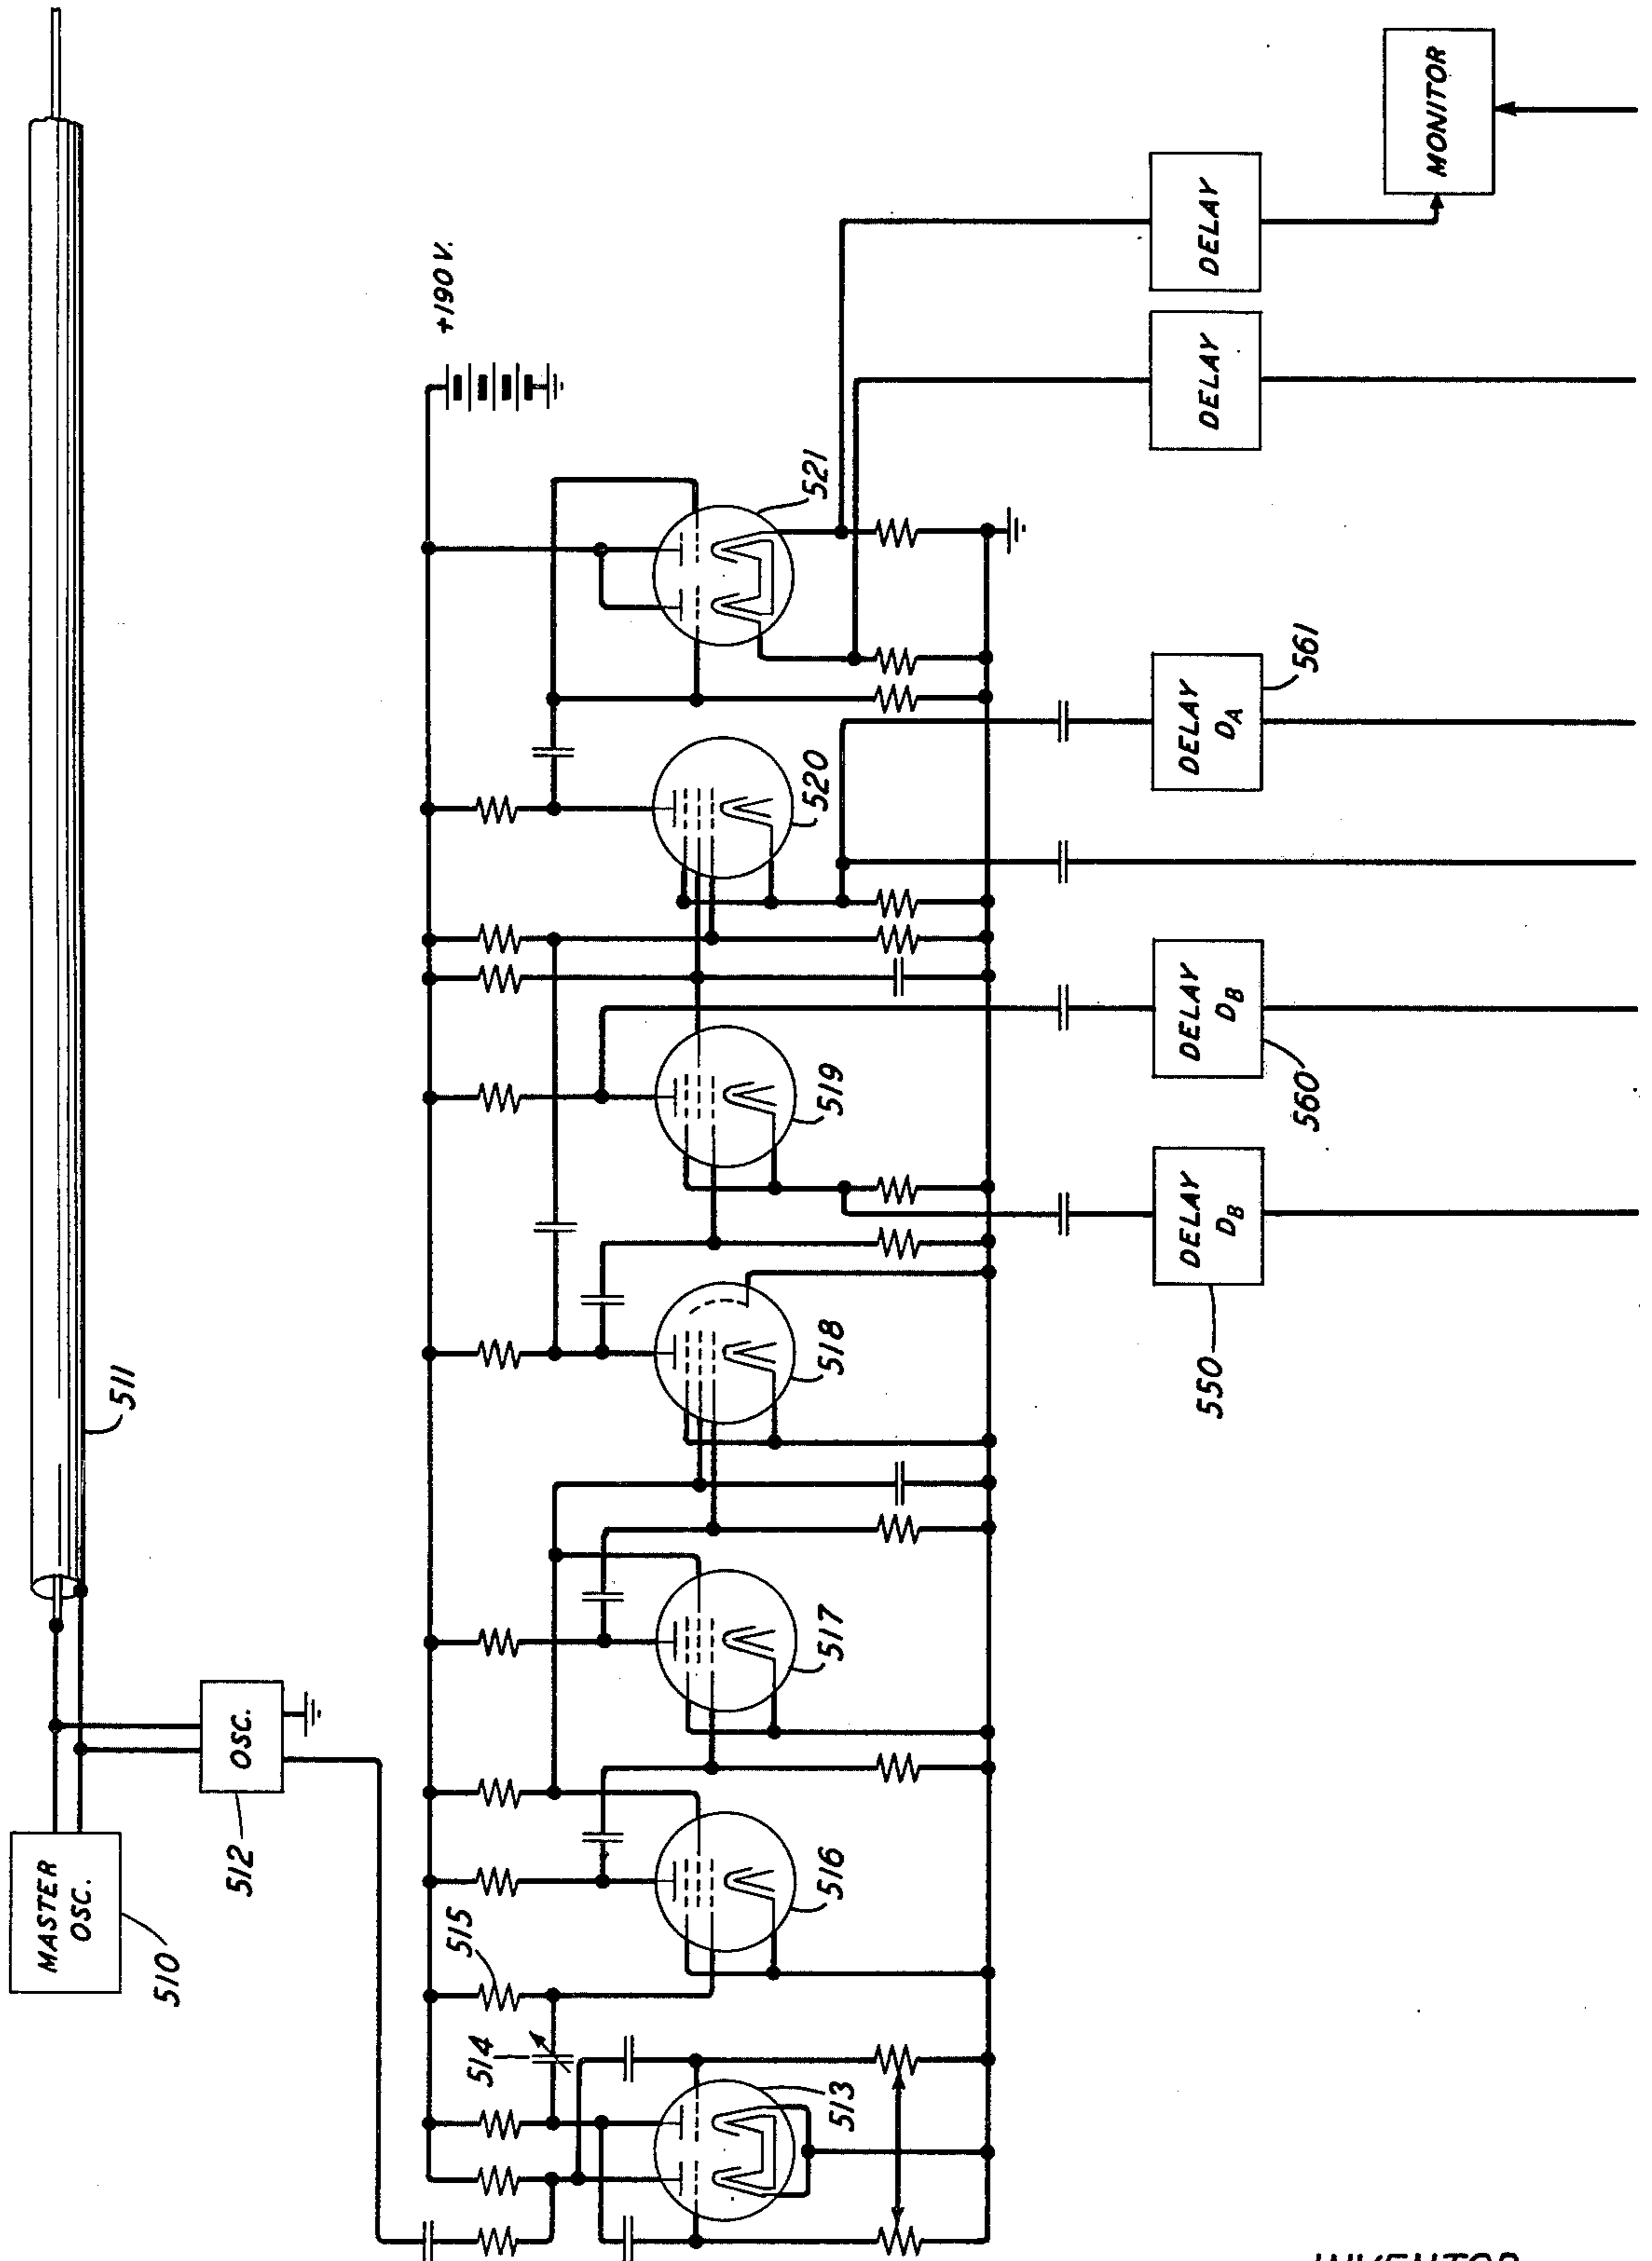 511
MASTER
OSC.
510
OSC.
512
+190 V.
514
515
513
516
517
518
519
520
521
DELAY
DB
550
DELAY
DB
560
DELAY
DA
561
DELAY
DELAY
MONITOR